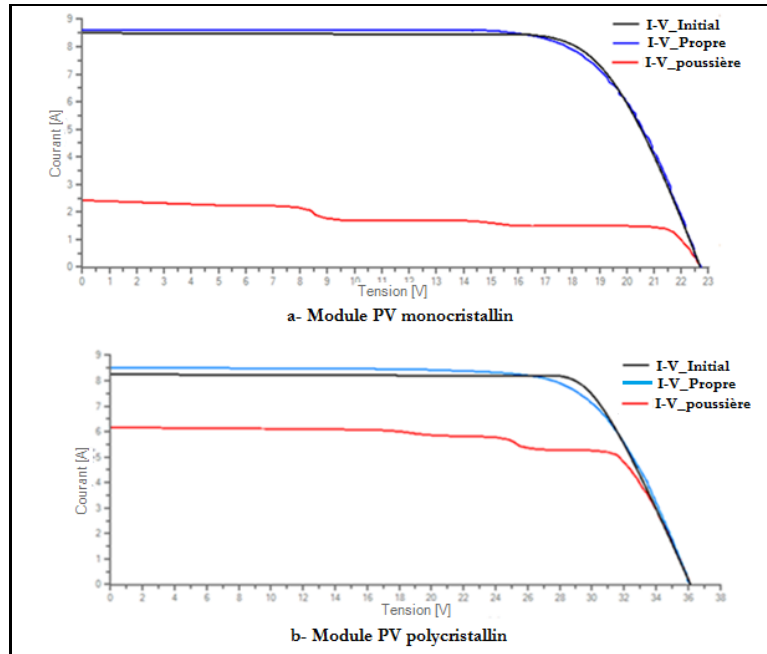 I-V_Initial
I-V_Propre
I-V_poussière
Courant [A]
9
8
7
6
5
4
3
2
1
0
0 1 2 3 4 5 6 7 8 9 10 11 12 13 14 15 16 17 18 19 20 21 22 23
Tension [V]
a- Module PV monocristallin
I-V_Initial
I-V_Propre
I-V_poussière
Courant [A]
9
8
7
6
5
4
3
2
1
0
0 2 4 6 8 10 12 14 16 18 20 22 24 26 28 30 32 34 36 38
Tension [V]
b- Module PV polycristallin